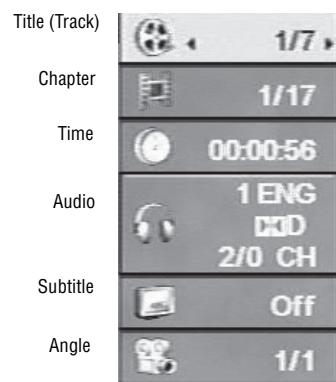 Title (Track)
1/7
Chapter
1/17
Time
00:00:56
Audio
1 ENG
D
2/0 CH
Subtitle
Off
Angle
1/1